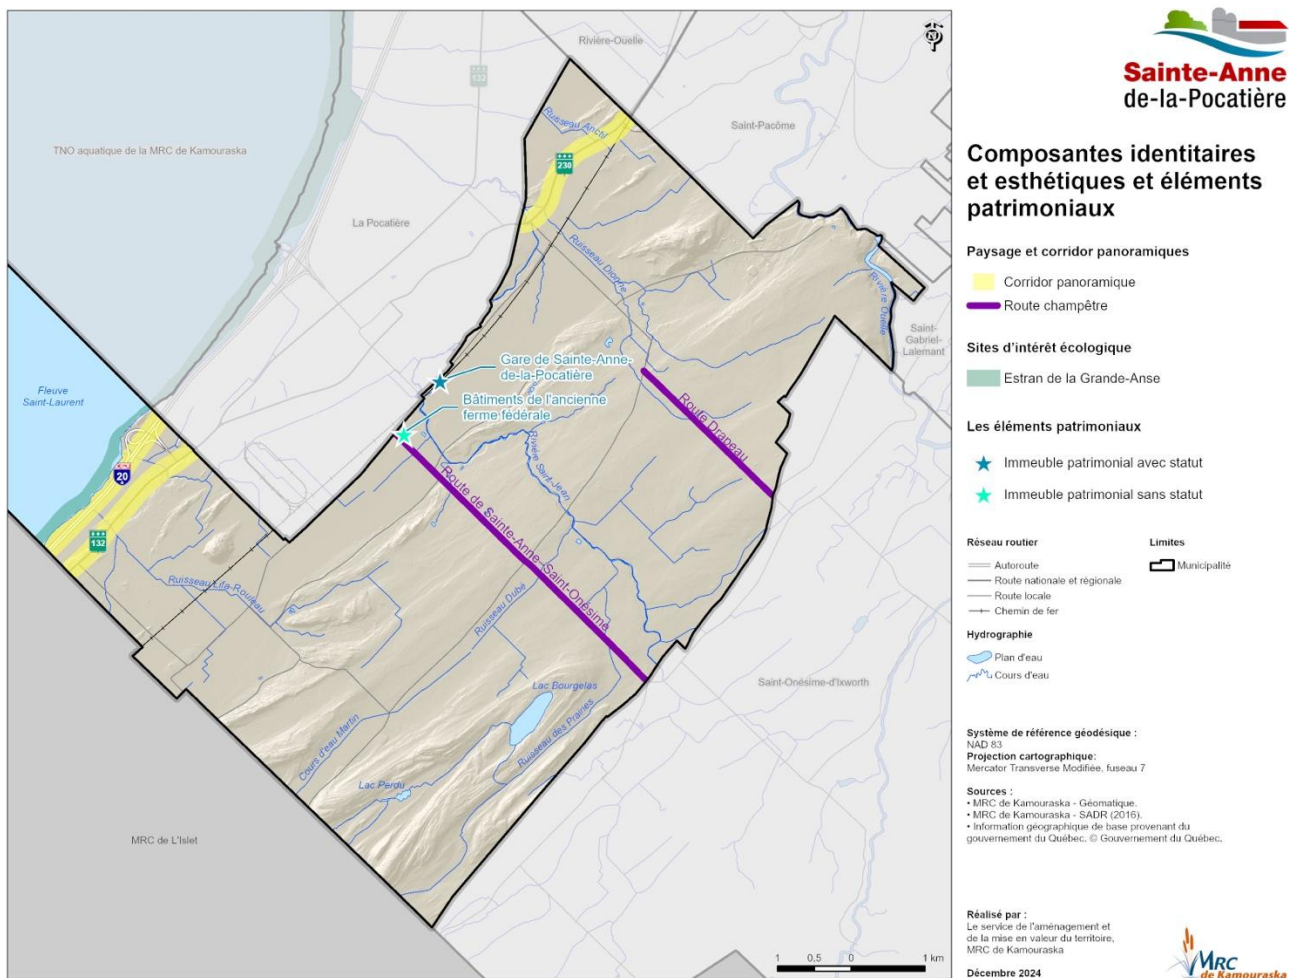 Sainte-Anne
de-la-Pocatière
Composantes identitaires
et esthétiques et éléments
patrimoniaux
Paysage et corridor panoramiques
Corridor panoramique
Route champêtre
Sites d'intérêt écologique
Estran de la Grande-Anse
Les éléments patrimoniaux
Immeuble patrimonial avec statut
Immeuble patrimonial sans statut
Réseau routier
Autoroute
Route nationale et régionale
Route locale
Chemin de fer
Limites
Municipalité
Hydrographie
Plan d'eau
Cours d'eau
Système de référence géodésique :
NAD 83
Projection cartographique:
Mercator Transverse Modifiée, fuseau 7
Sources :
• MRC de Kamouraska - Géomatique.
• MRC de Kamouraska - SADR (2016).
• Information géographique de base provenant du
gouvernement du Québec. © Gouvernement du Québec.
Réalisé par :
Le service de l'aménagement et
de la mise en valeur du territoire,
MRC de Kamouraska
Décembre 2024
MRC
de Kamouraska
N
Rivière-Ouelle
132
Saint-Pacôme
Ruisseau Anctil
230
TNO aquatique de la MRC de Kamouraska
La Pocatière
Ruisseau Dionne
Rivière Ouelle
Saint-
Gabriel-
Lalemant
Gare de Sainte-Anne-
de-la-Pocatière
Bâtiments de l'ancienne
ferme fédérale
Fleuve
Saint-Laurent
Route Drapeau
Rivière Saint-Jean
20
132
Route de Sainte-Anne-Saint-Onésime
Ruisseau Lifa-Rouleau
Ruisseau Dubé
Saint-Onésime-d'Ixworth
Lac Bourgelas
Cours d'eau Martin
Ruisseau des Prairies
Lac Perdu
MRC de L'Islet
1 0.5 0 1 km